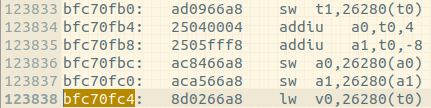 123833 bfc70fb0: ad0966a8 sw t1,26280(t0)
123834 bfc70fb4: 25040004 addiu a0,t0,4
123835 bfc70fb8: 2505fff8 addiu a1,t0,-8
123836 bfc70fbc: ac8466a8 sw a0,26280(a0)
123837 bfc70fc0: aca566a8 sw a1,26280(a1)
123838 bfc70fc4: 8d0266a8 lw v0,26280(t0)